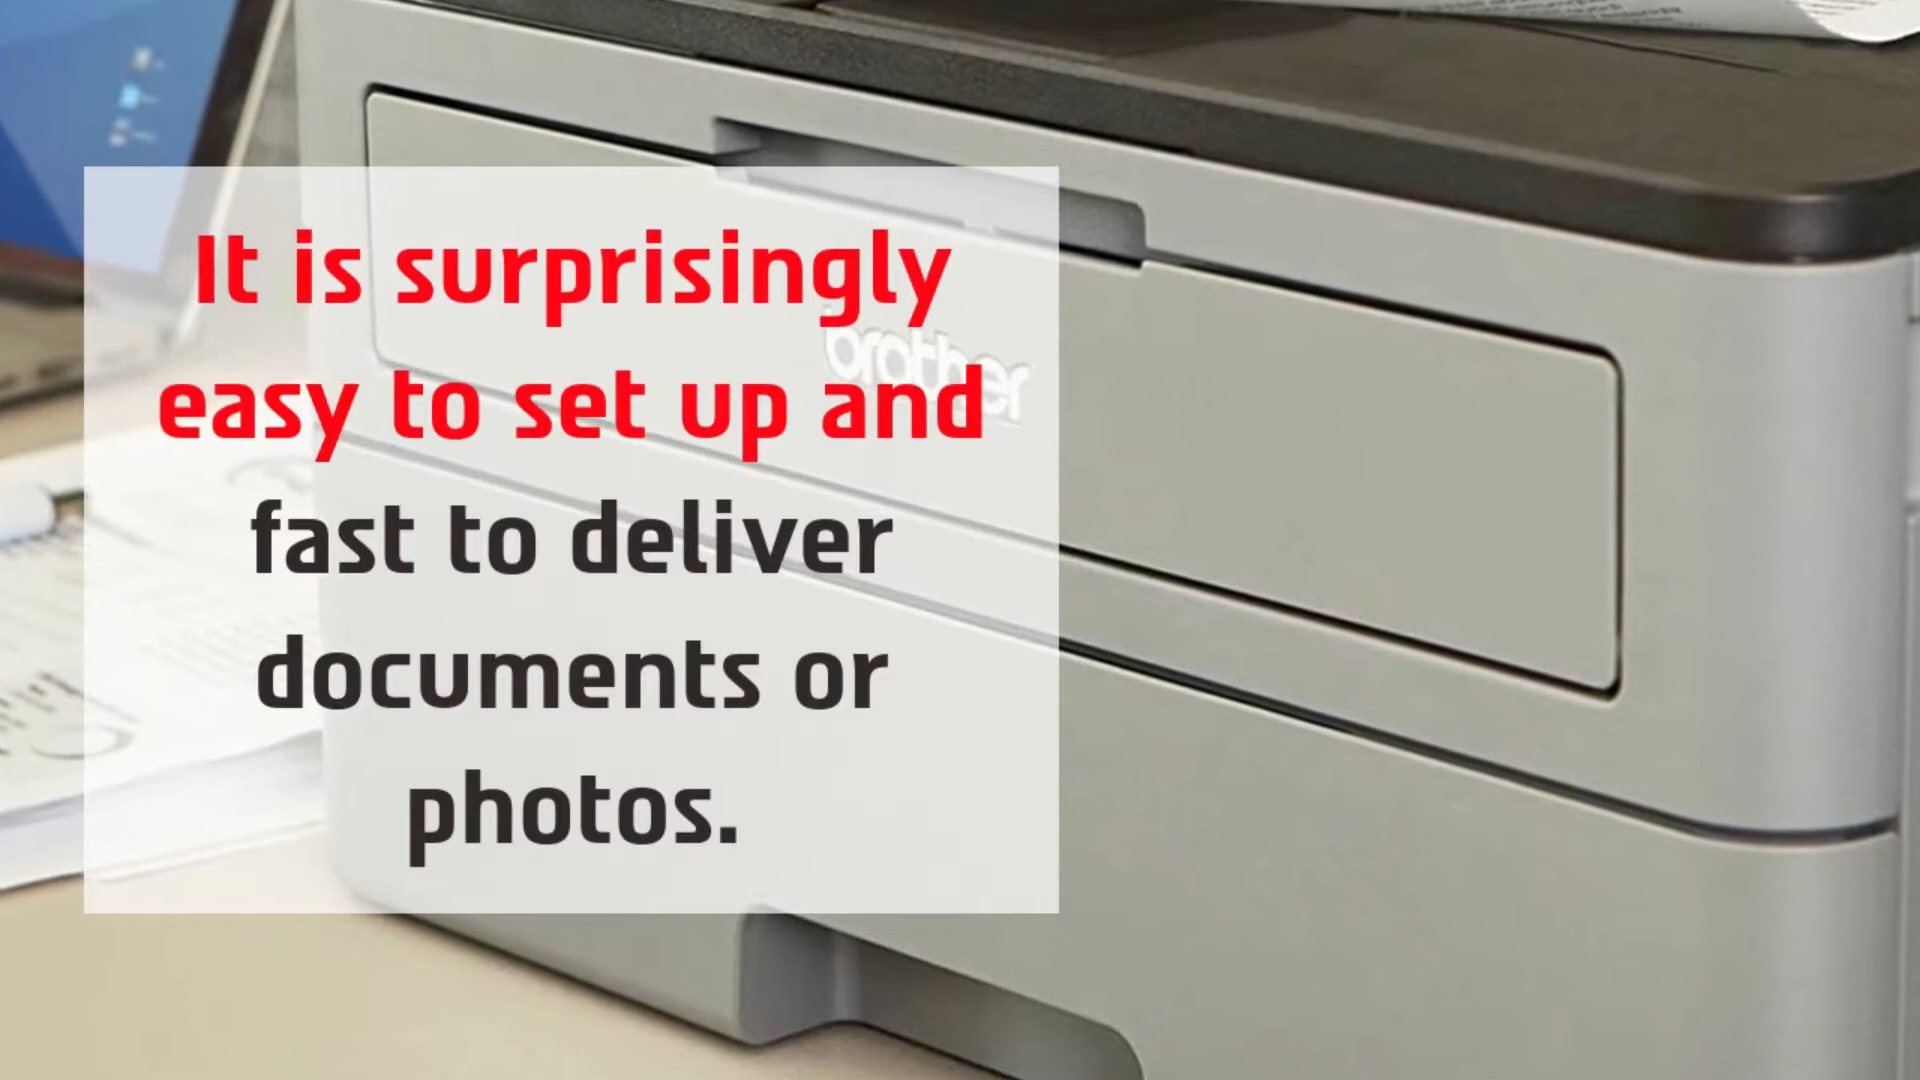 It is surprisingly
easy to set up and
fast to deliver
documents or
photos.
brother